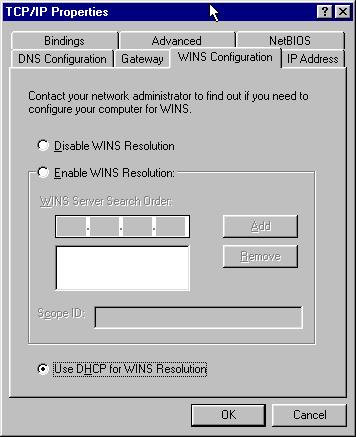 TCP/IP Properties
Bindings Advanced NetBIOS
DNS Configuration Gateway WINS Configuration IP Address
Contact your network administrator to find out if you need to
configure your computer for WINS.
Disable WINS Resolution
Enable WINS Resolution:
WINS Server Search Order:
. . . Add
Remove
Scope ID:
Use DHCP for WINS Resolution
OK Cancel